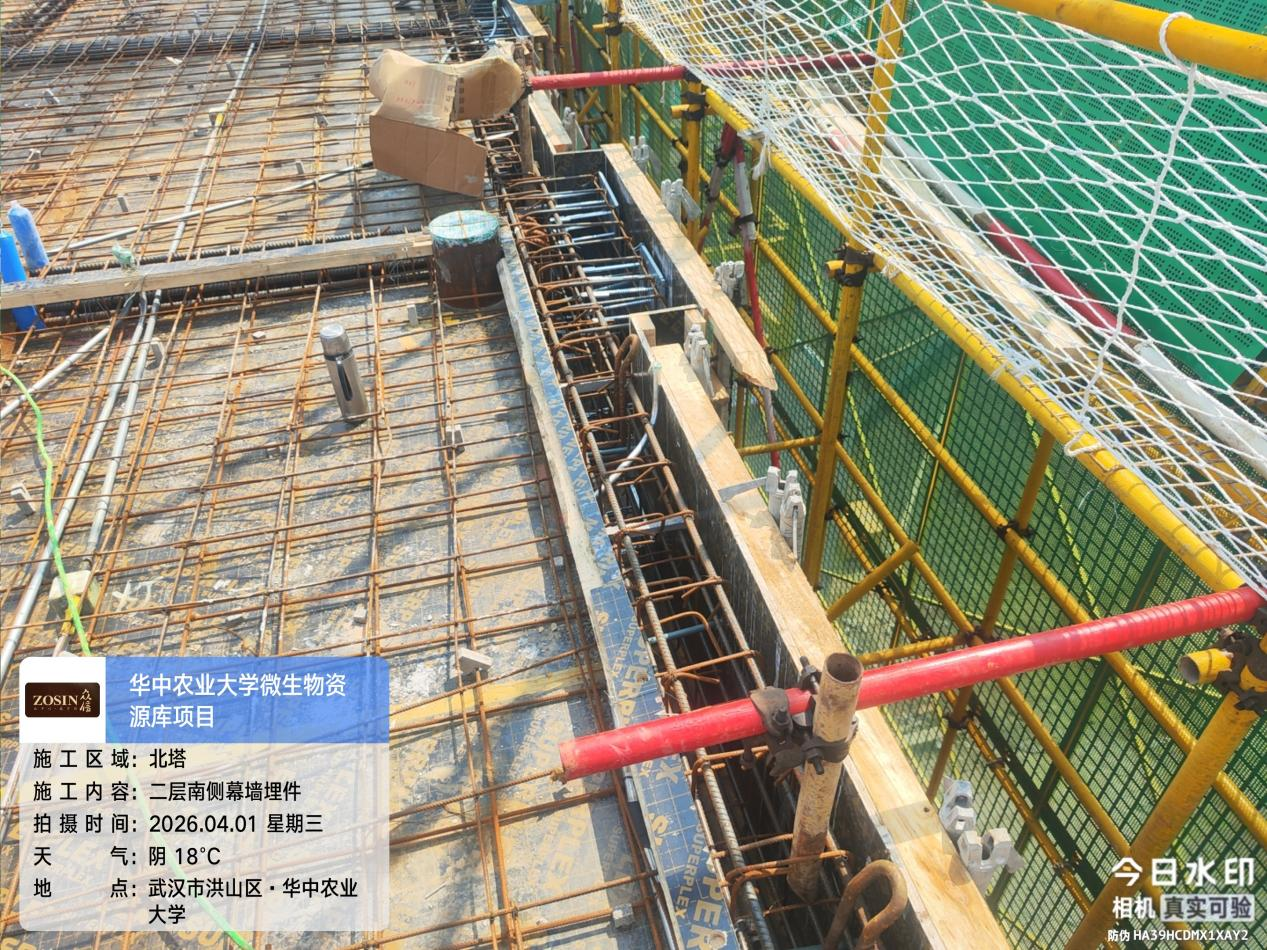 华中农业大学微生物资
源库项目
ZOSIN 众信
施工区域：北塔
施工内容：二层南侧幕墙埋件
拍摄时间：2026.04.01 星期三
天气：阴 18℃
地点：武汉市洪山区·华中农业
大学
SUPERPLEX
SUPERPLEX
今日水印
相机 真实可验
防伪 HA39HCDMX1XAY2